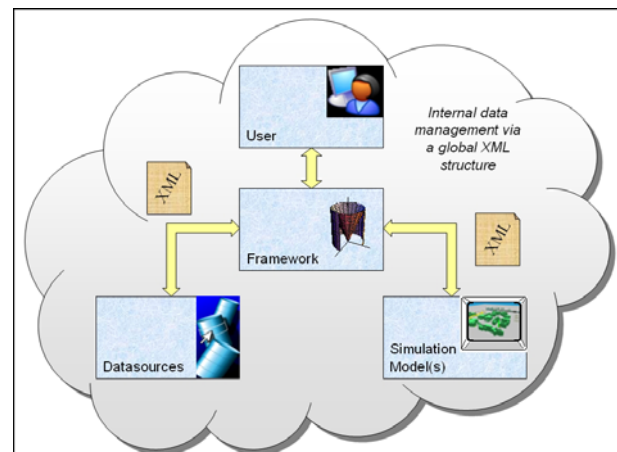 User
Internal data
management via
a global XML
structure
XML
Framework
XML
Datasources
Simulation
Model(s)